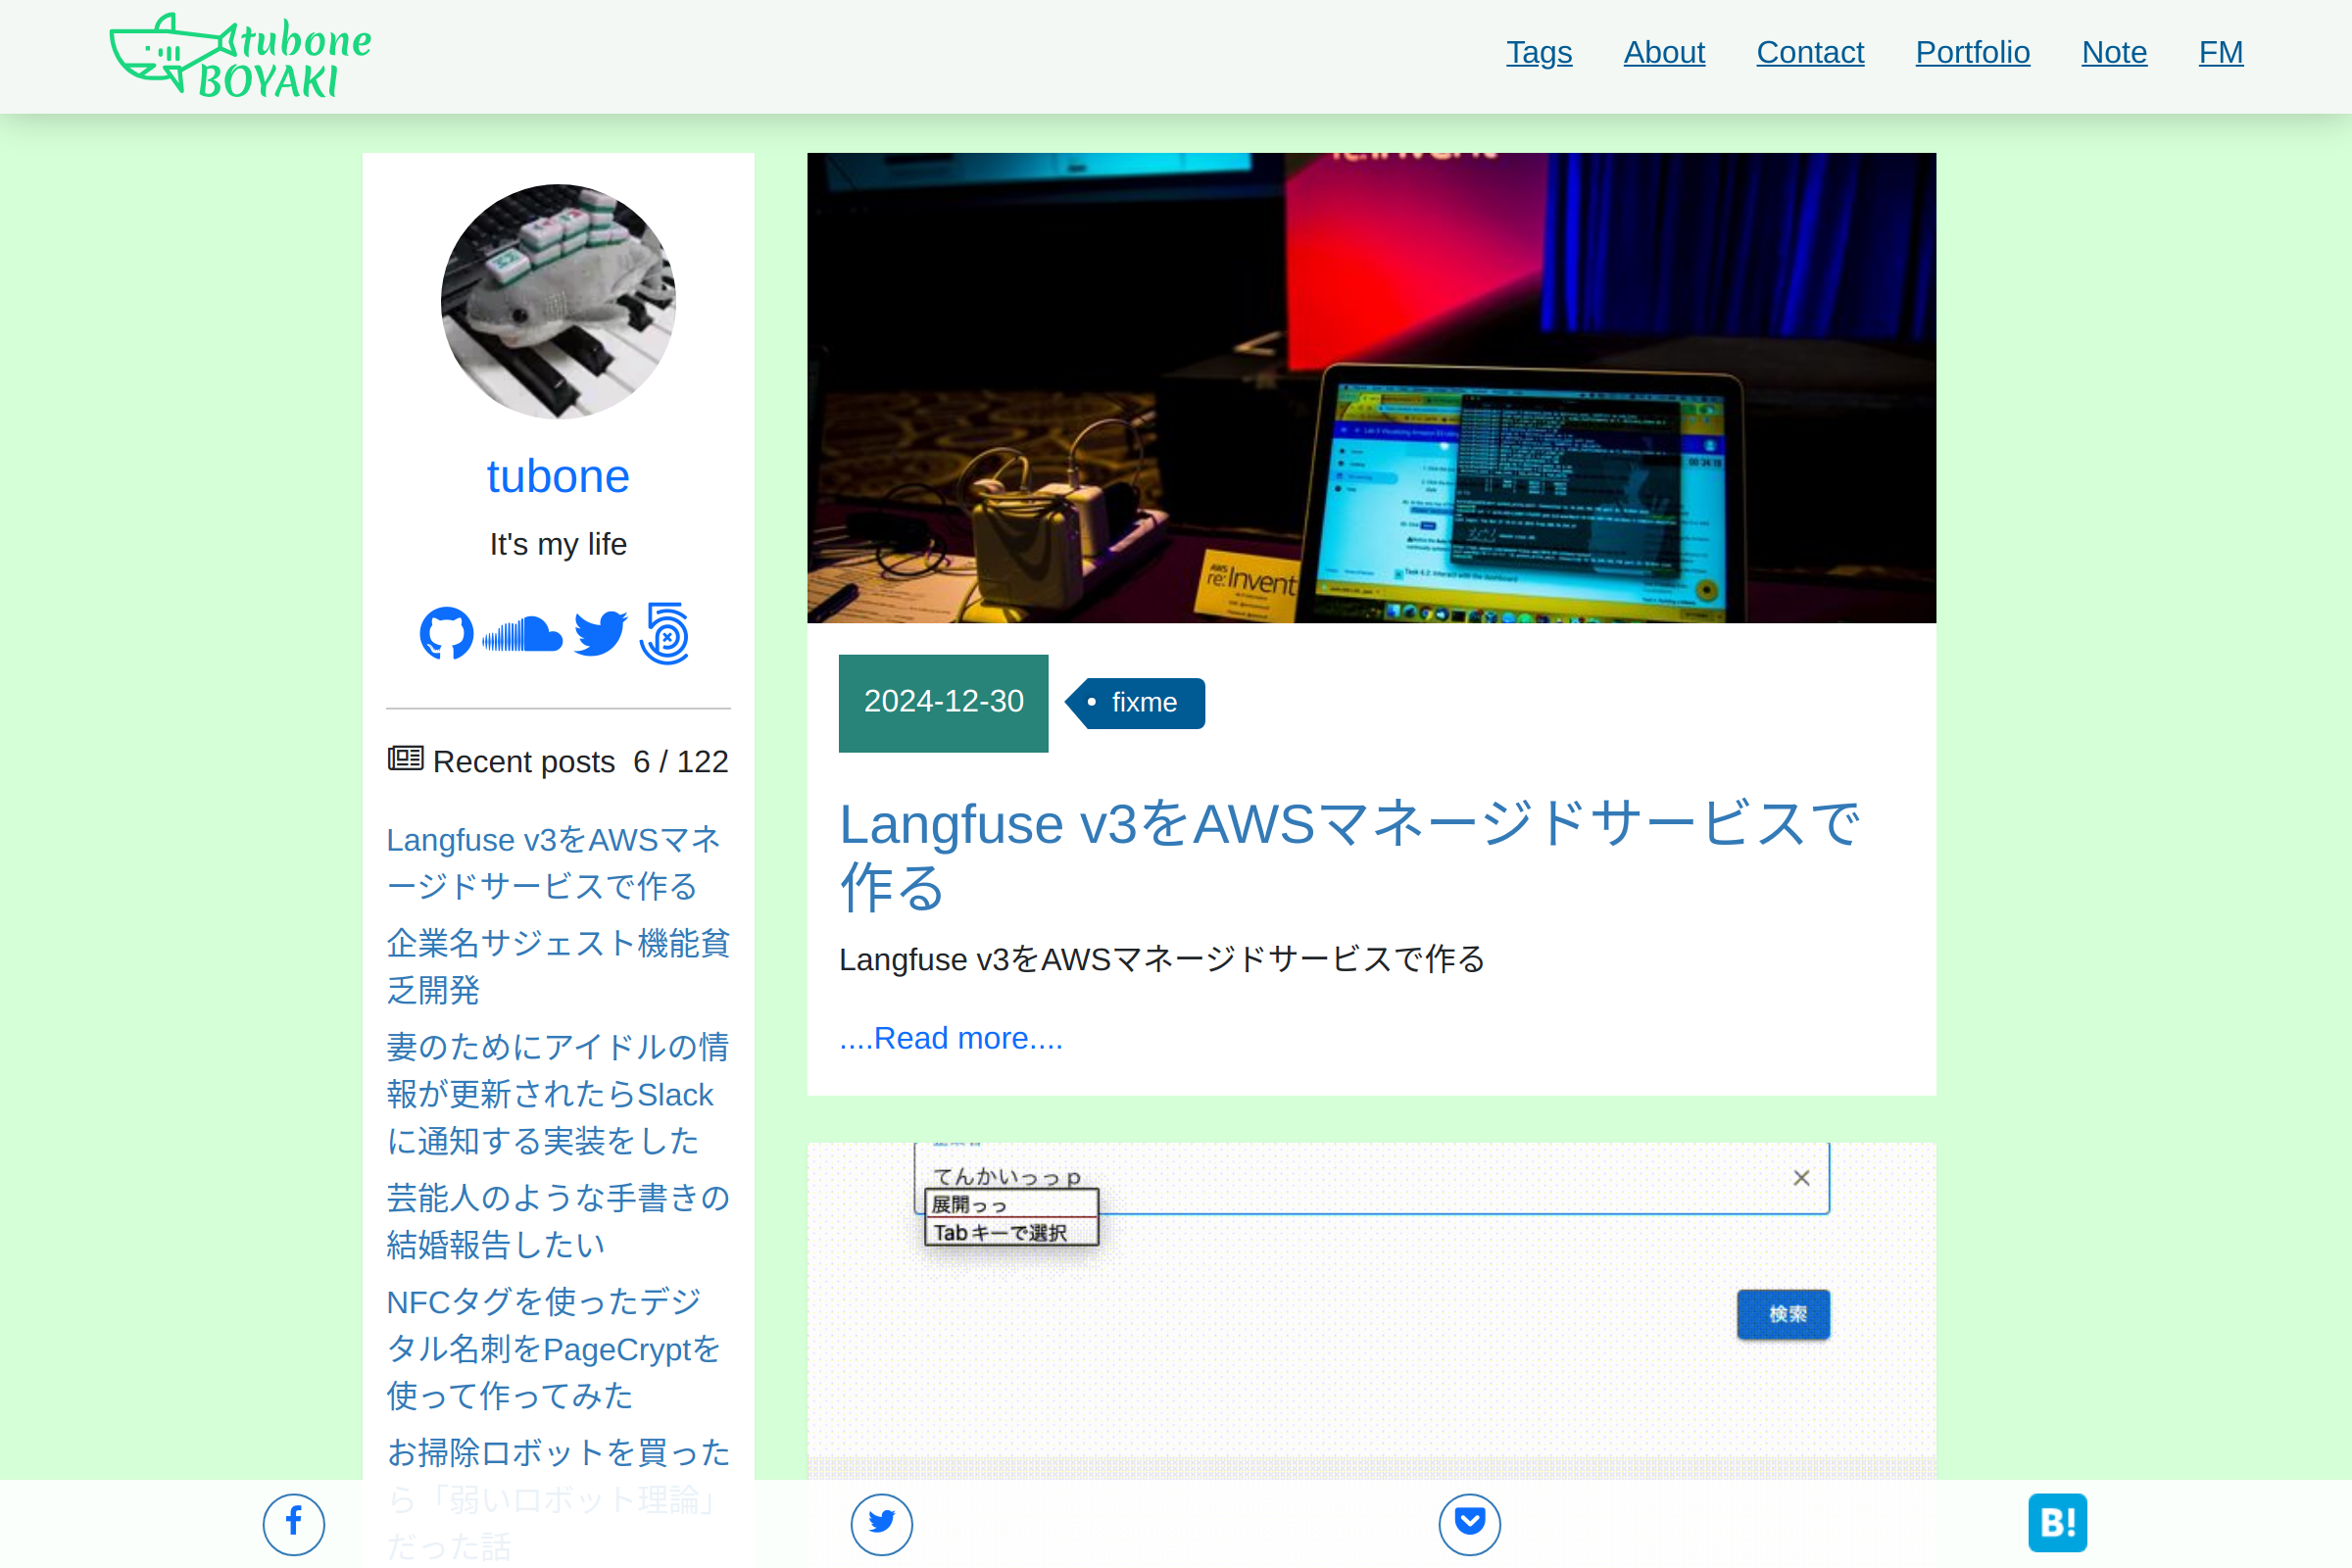 tubone
BOYAKI
Tags About Contact Portfolio Note FM
tubone
It's my life
Recent posts 6 / 122
Langfuse v3をAWSマネ
ージドサービスで作る
企業名サジェスト機能貧
乏開発
妻のためにアイドルの情
報が更新されたらSlack
に通知する実装をした
芸能人のような手書きの
結婚報告したい
NFCタグを使ったデジ
タル名刺をPageCryptを
使って作ってみた
お掃除ロボットを買った
ら「弱いロボット理論」
だった話
AWS
re:Invent
2024-12-30
fixme
Langfuse v3をAWSマネージドサービスで
作る
Langfuse v3をAWSマネージドサービスで作る
....Read more....
てんかいっっp
展開っっ
Tab キーで選択
検索
B!